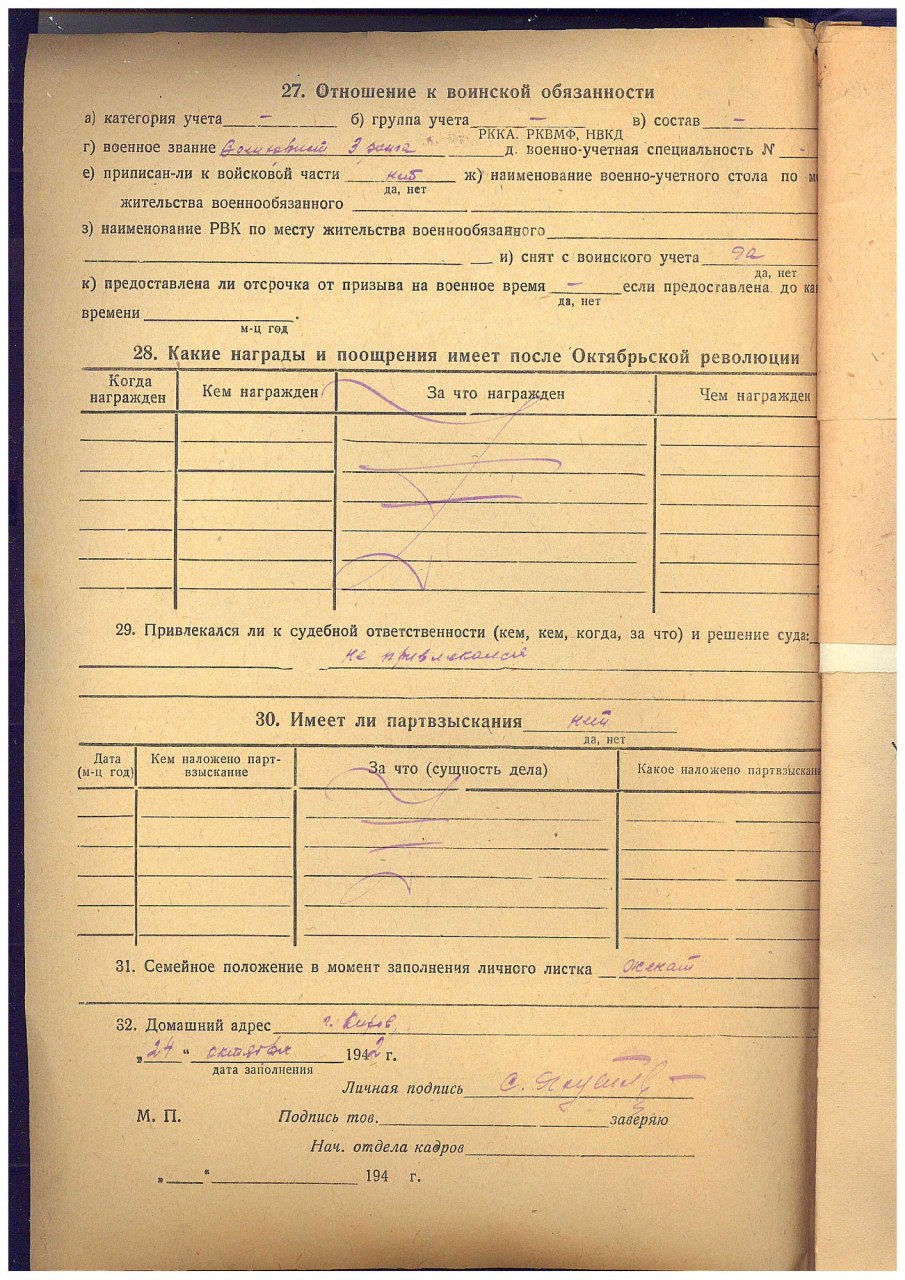 27. Отношение к воинской обязанности
а) категория учета — б) группа учета — в) состав —
РККА. РКВМФ, НВКД
г) военное звание 3 ранга д. военно-учетная специальность № -
е) приписан-ли к войсковой части нет ж) наименование военно-учетного стола по
да, нет
жительства военнообязанного
з) наименование РВК по месту жительства военнообязанного
и) снят с воинского учета да
да, нет
к) предоставлена ли отсрочка от призыва на военное время — если предоставлена до
да, нет
времени .
м-ц год
28. Какие награды и поощрения имеет после Октябрьской революции
Когда награжден Кем награжден За что награжден Чем награжден
29. Привлекался ли к судебной ответственности (кем, кем, когда, за что) и решение суда:
не привлекался
30. Имеет ли партвзыскания нет
да, нет
Дата (м-ц год) Кем наложено партвзыскание За что (сущность дела) Какое наложено
31. Семейное положение в момент заполнения личного листка женат
32. Домашний адрес г. Киров,
„24“ октября 1942 г.
дата заполнения
Личная подпись С.
М. П. Подпись тов. заверяю
Нач. отдела кадров
„ “ 194 г.